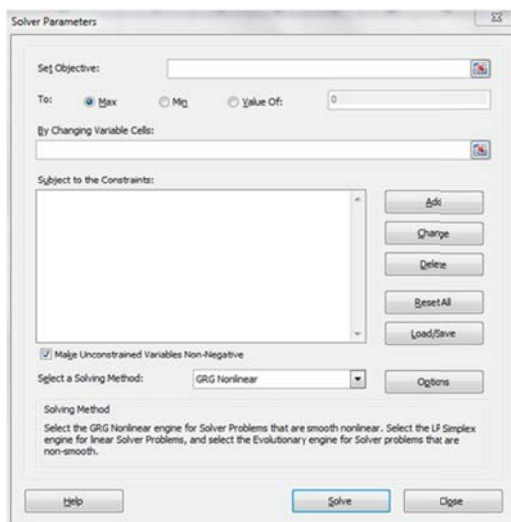 Solver Parameters
Set Objective:
To: Max Min Value Of: 0
By Changing Variable Cells:
Subject to the Constraints:
Add
Change
Delete
Reset All
Load/Save
Make Unconstrained Variables Non-Negative
Select a Solving Method: GRG Nonlinear Options
Solving Method
Select the GRG Nonlinear engine for Solver Problems that are smooth nonlinear. Select the LP Simplex
engine for linear Solver Problems, and select the Evolutionary engine for Solver problems that are
non-smooth.
Help Solve Close